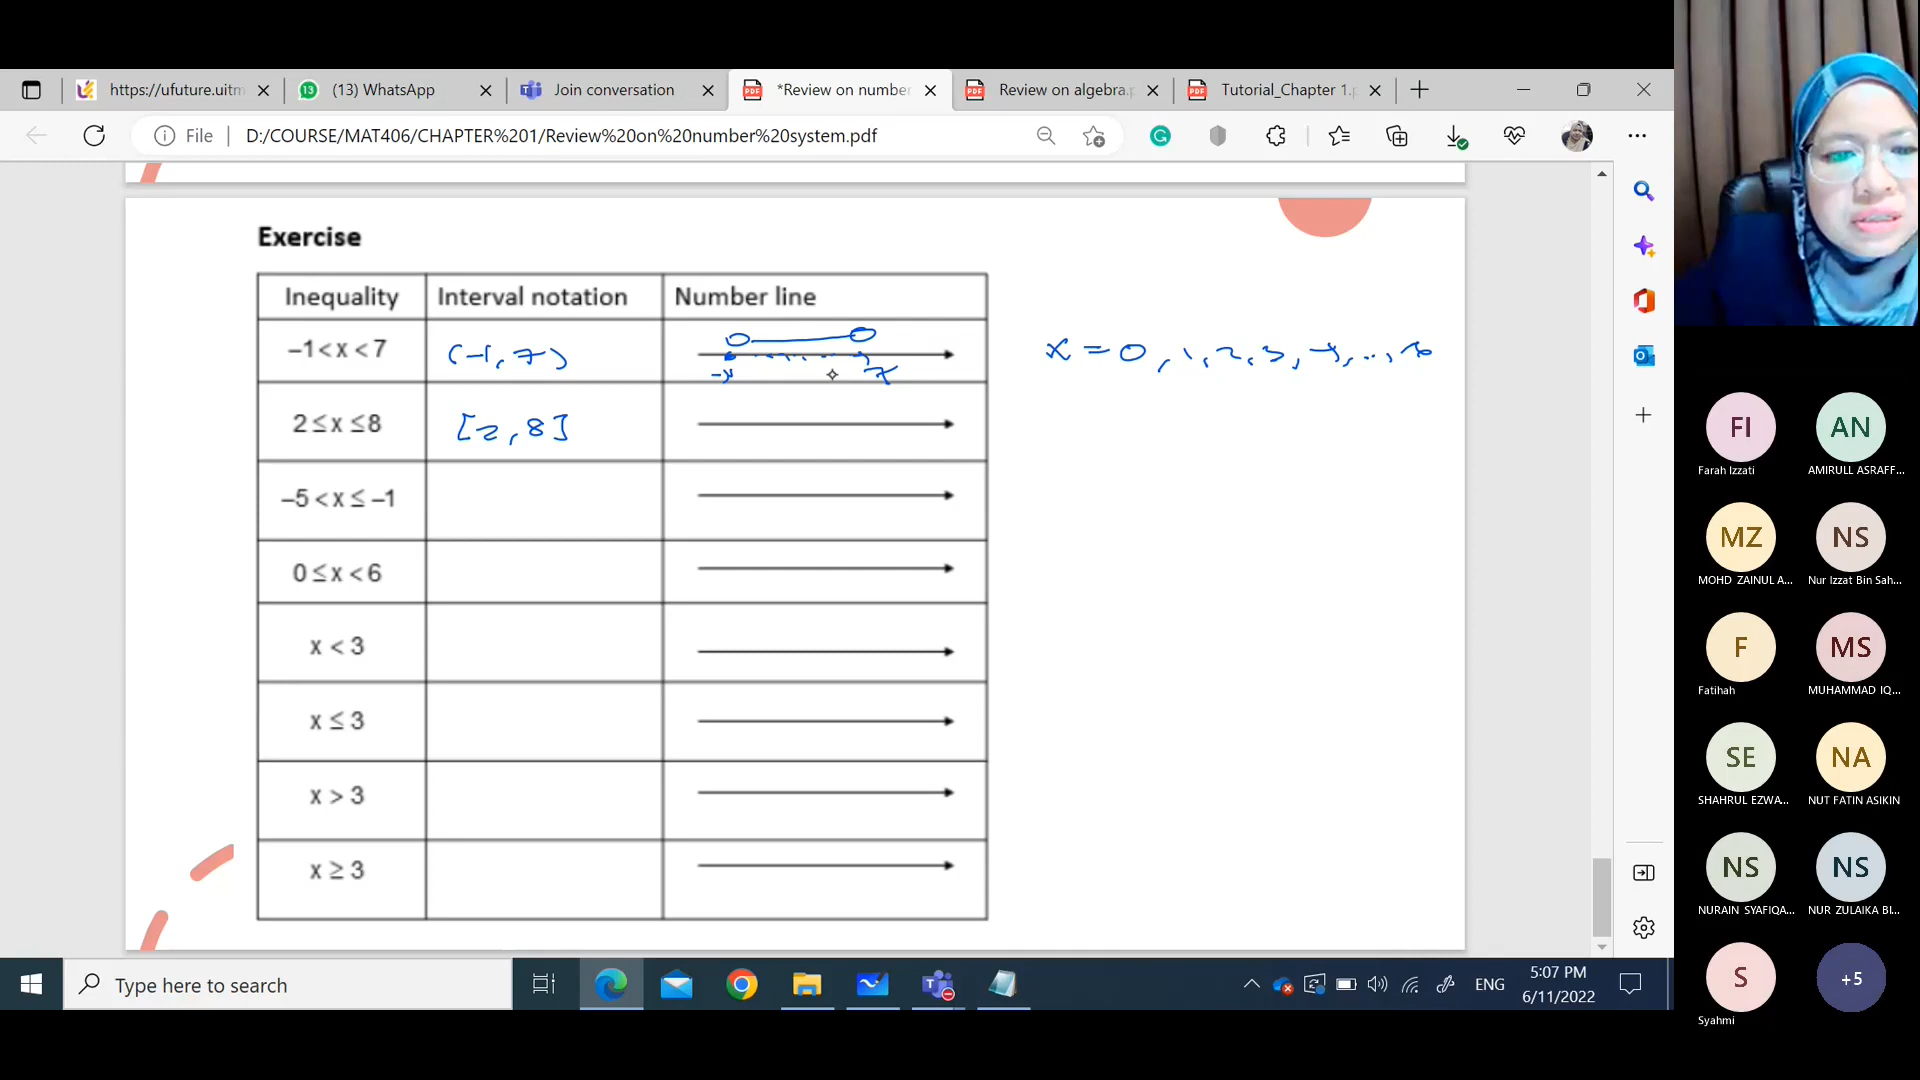 https://ufuture.uitm
(13) WhatsApp
Join conversation
*Review on number
Review on algebra.p
Tutorial_Chapter 1.p
File
D:/COURSE/MAT406/CHAPTER%201/Review%20on%20number%20system.pdf
Exercise
Inequality Interval notation Number line
–1<x<7 (-1, 7) -1 7 x = 0, 1, 2, 3, 4, ..., 6
2≤x≤8 [2, 8]
–5<x≤–1
0≤x<6
x < 3
x ≤ 3
x > 3
x ≥ 3
FI AN
Farah Izzati AMIRULL ASRAFF...
MZ NS
MOHD ZAINUL A... Nur Izzat Bin Sah...
F MS
Fatihah MUHAMMAD IQ...
SE NA
SHAHRUL EZWA... NUT FATIN ASIKIN
NS NS
NURAIN SYAFIQA... NUR ZULAIKA BI...
S +5
Syahmi
Type here to search
ENG
5:07 PM
6/11/2022